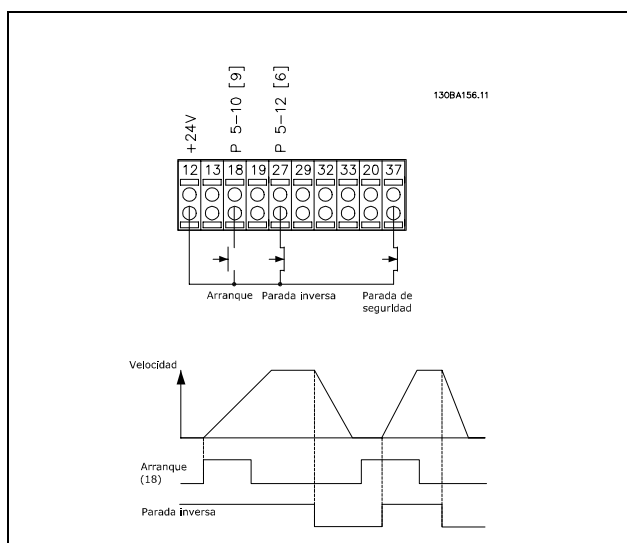 130BA156.11
+24V
P 5-10 [9]
P 5-12 [6]
12 13 18 19 27 29 32 33 20 37
Arranque
Parada inversa
Parada de
seguridad
Velocidad
Arranque
(18)
Parada inversa